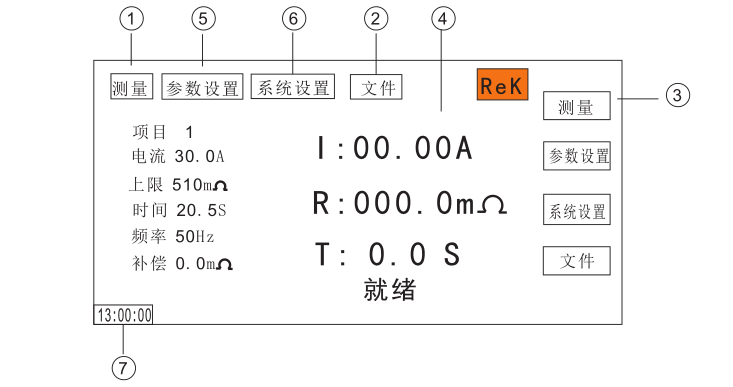 ① ⑤ ⑥ ② ④
测量 参数设置 系统设置 文件 ReK
③
测量
项目 1
电流 30.0A
上限 510mΩ
时间 20.5S
频率 50Hz
补偿 0.0mΩ
I:00.00A
R:000.0mΩ
T: 0.0 S
就绪
参数设置
系统设置
文件
13:00:00
⑦